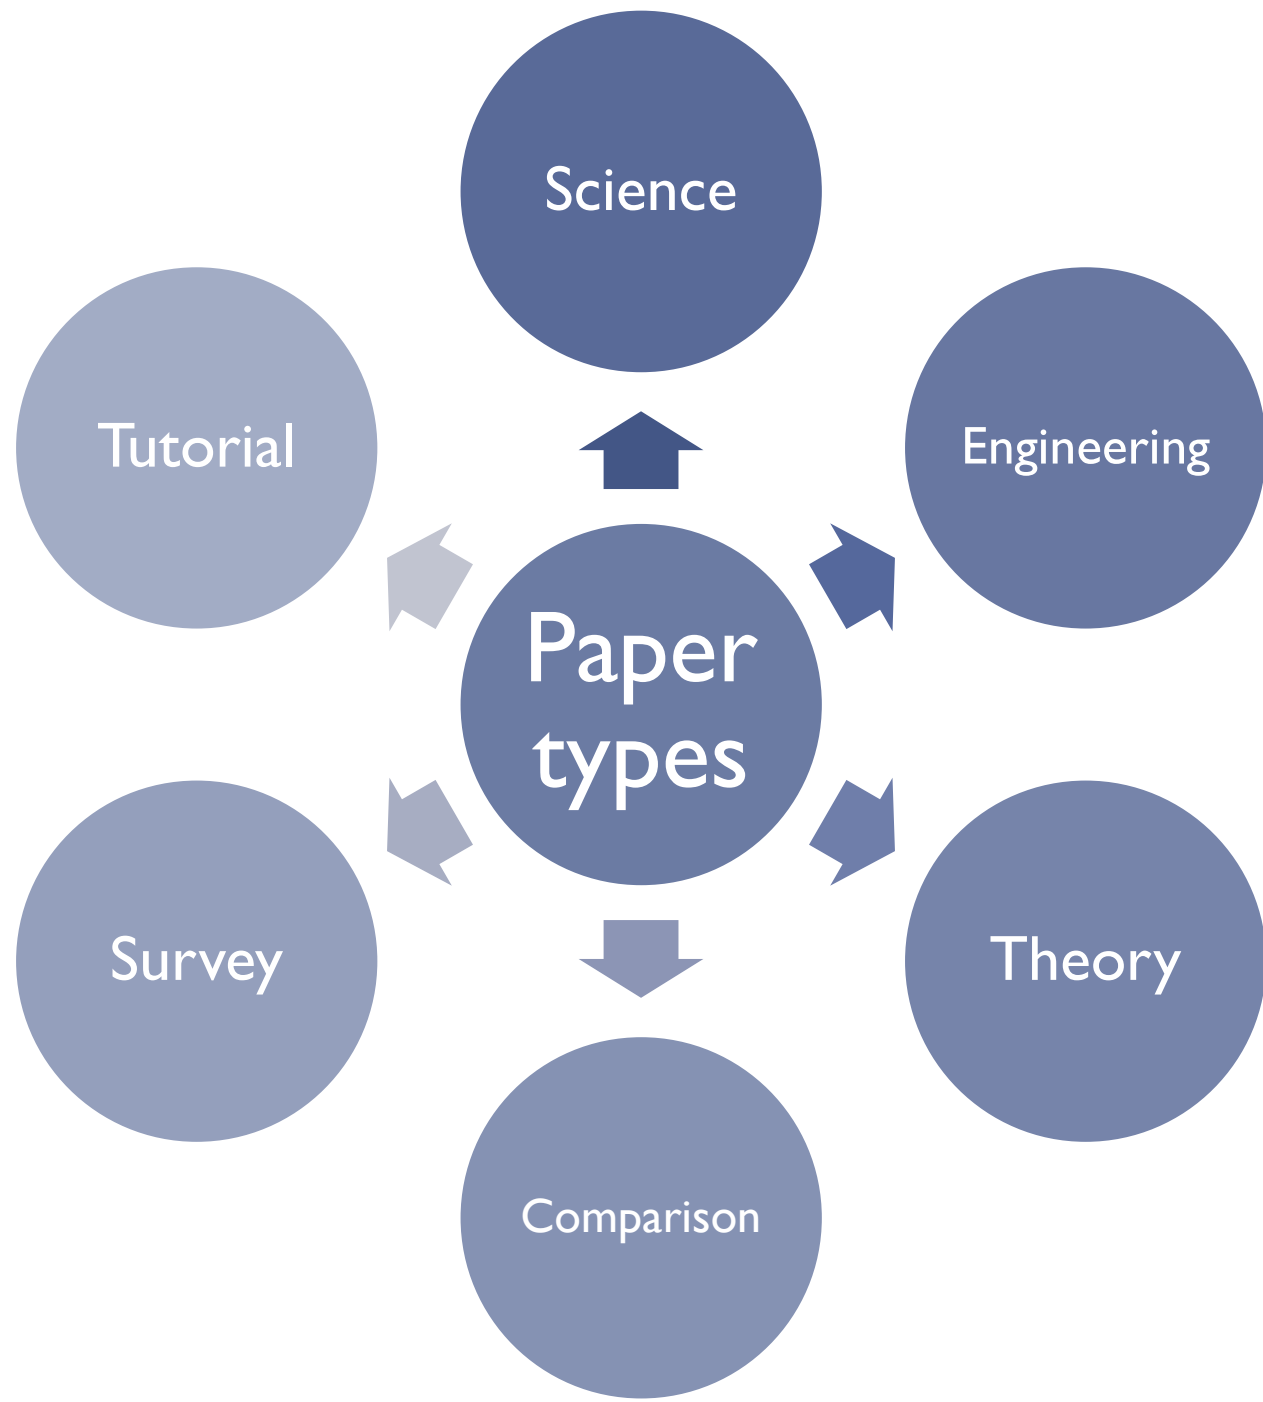 Science
Tutorial
Engineering
Paper
types
Survey
Theory
Comparison